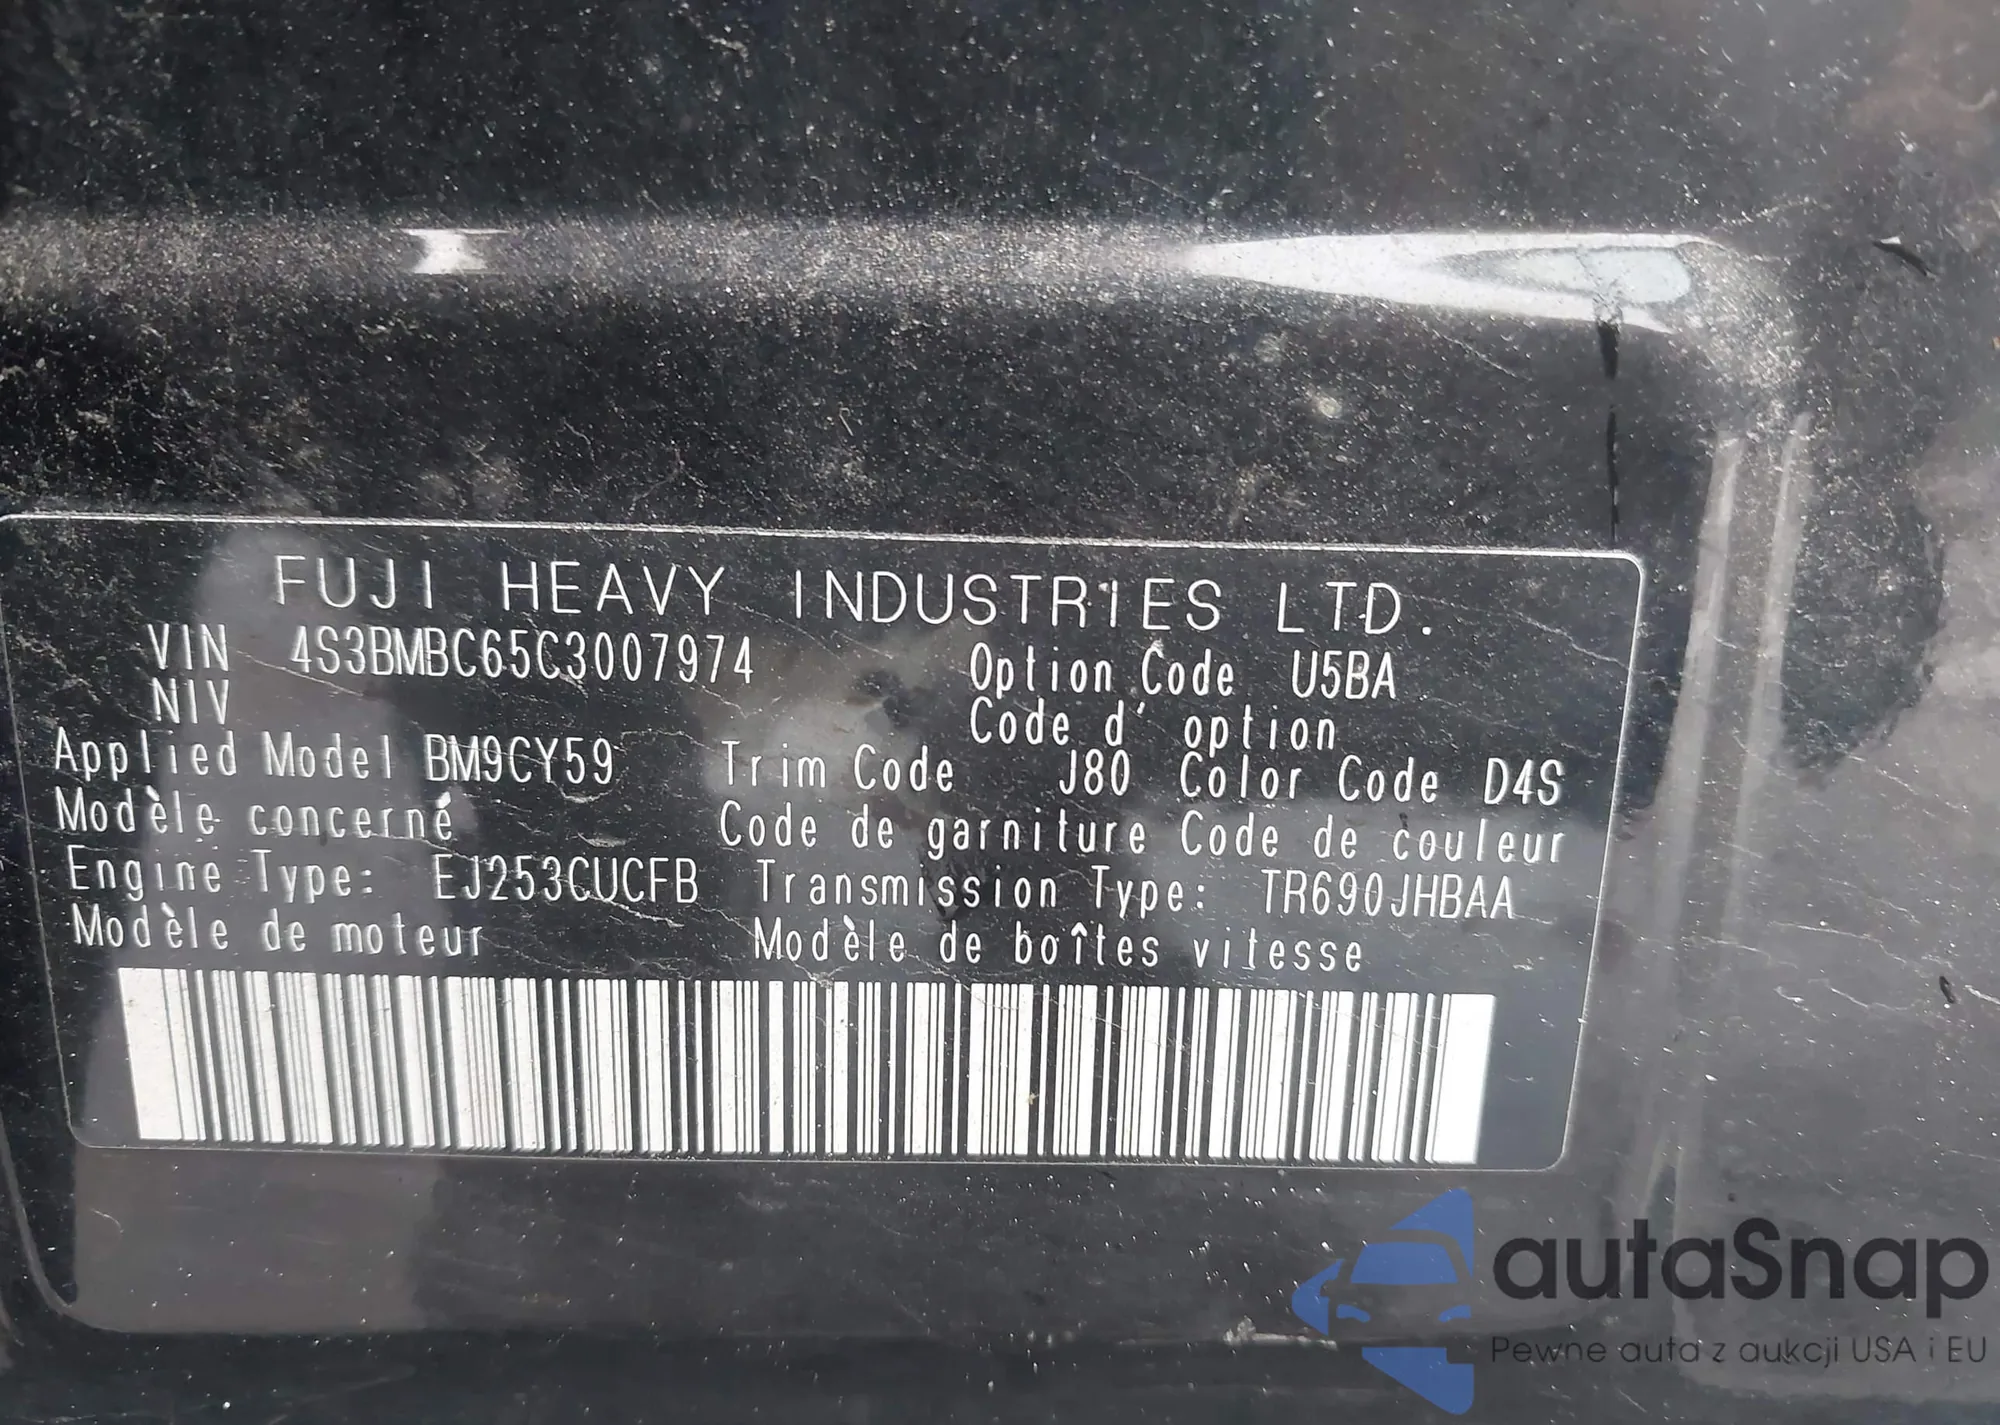 FUJI HEAVY INDUSTRIES LTD.
VIN 4S3BMBC65C3007974 Option Code U5BA
NIV Code d' option
Applied Model BM9CY59 Trim Code J80 Color Code D4S
Modèle concerné Code de garniture Code de couleur
Engine Type: EJ253CUCFB Transmission Type: TR690JHBAA
Modèle de moteur Modèle de boîtes vitesse
autaSnap
Pewne auta z aukcji USA i EU